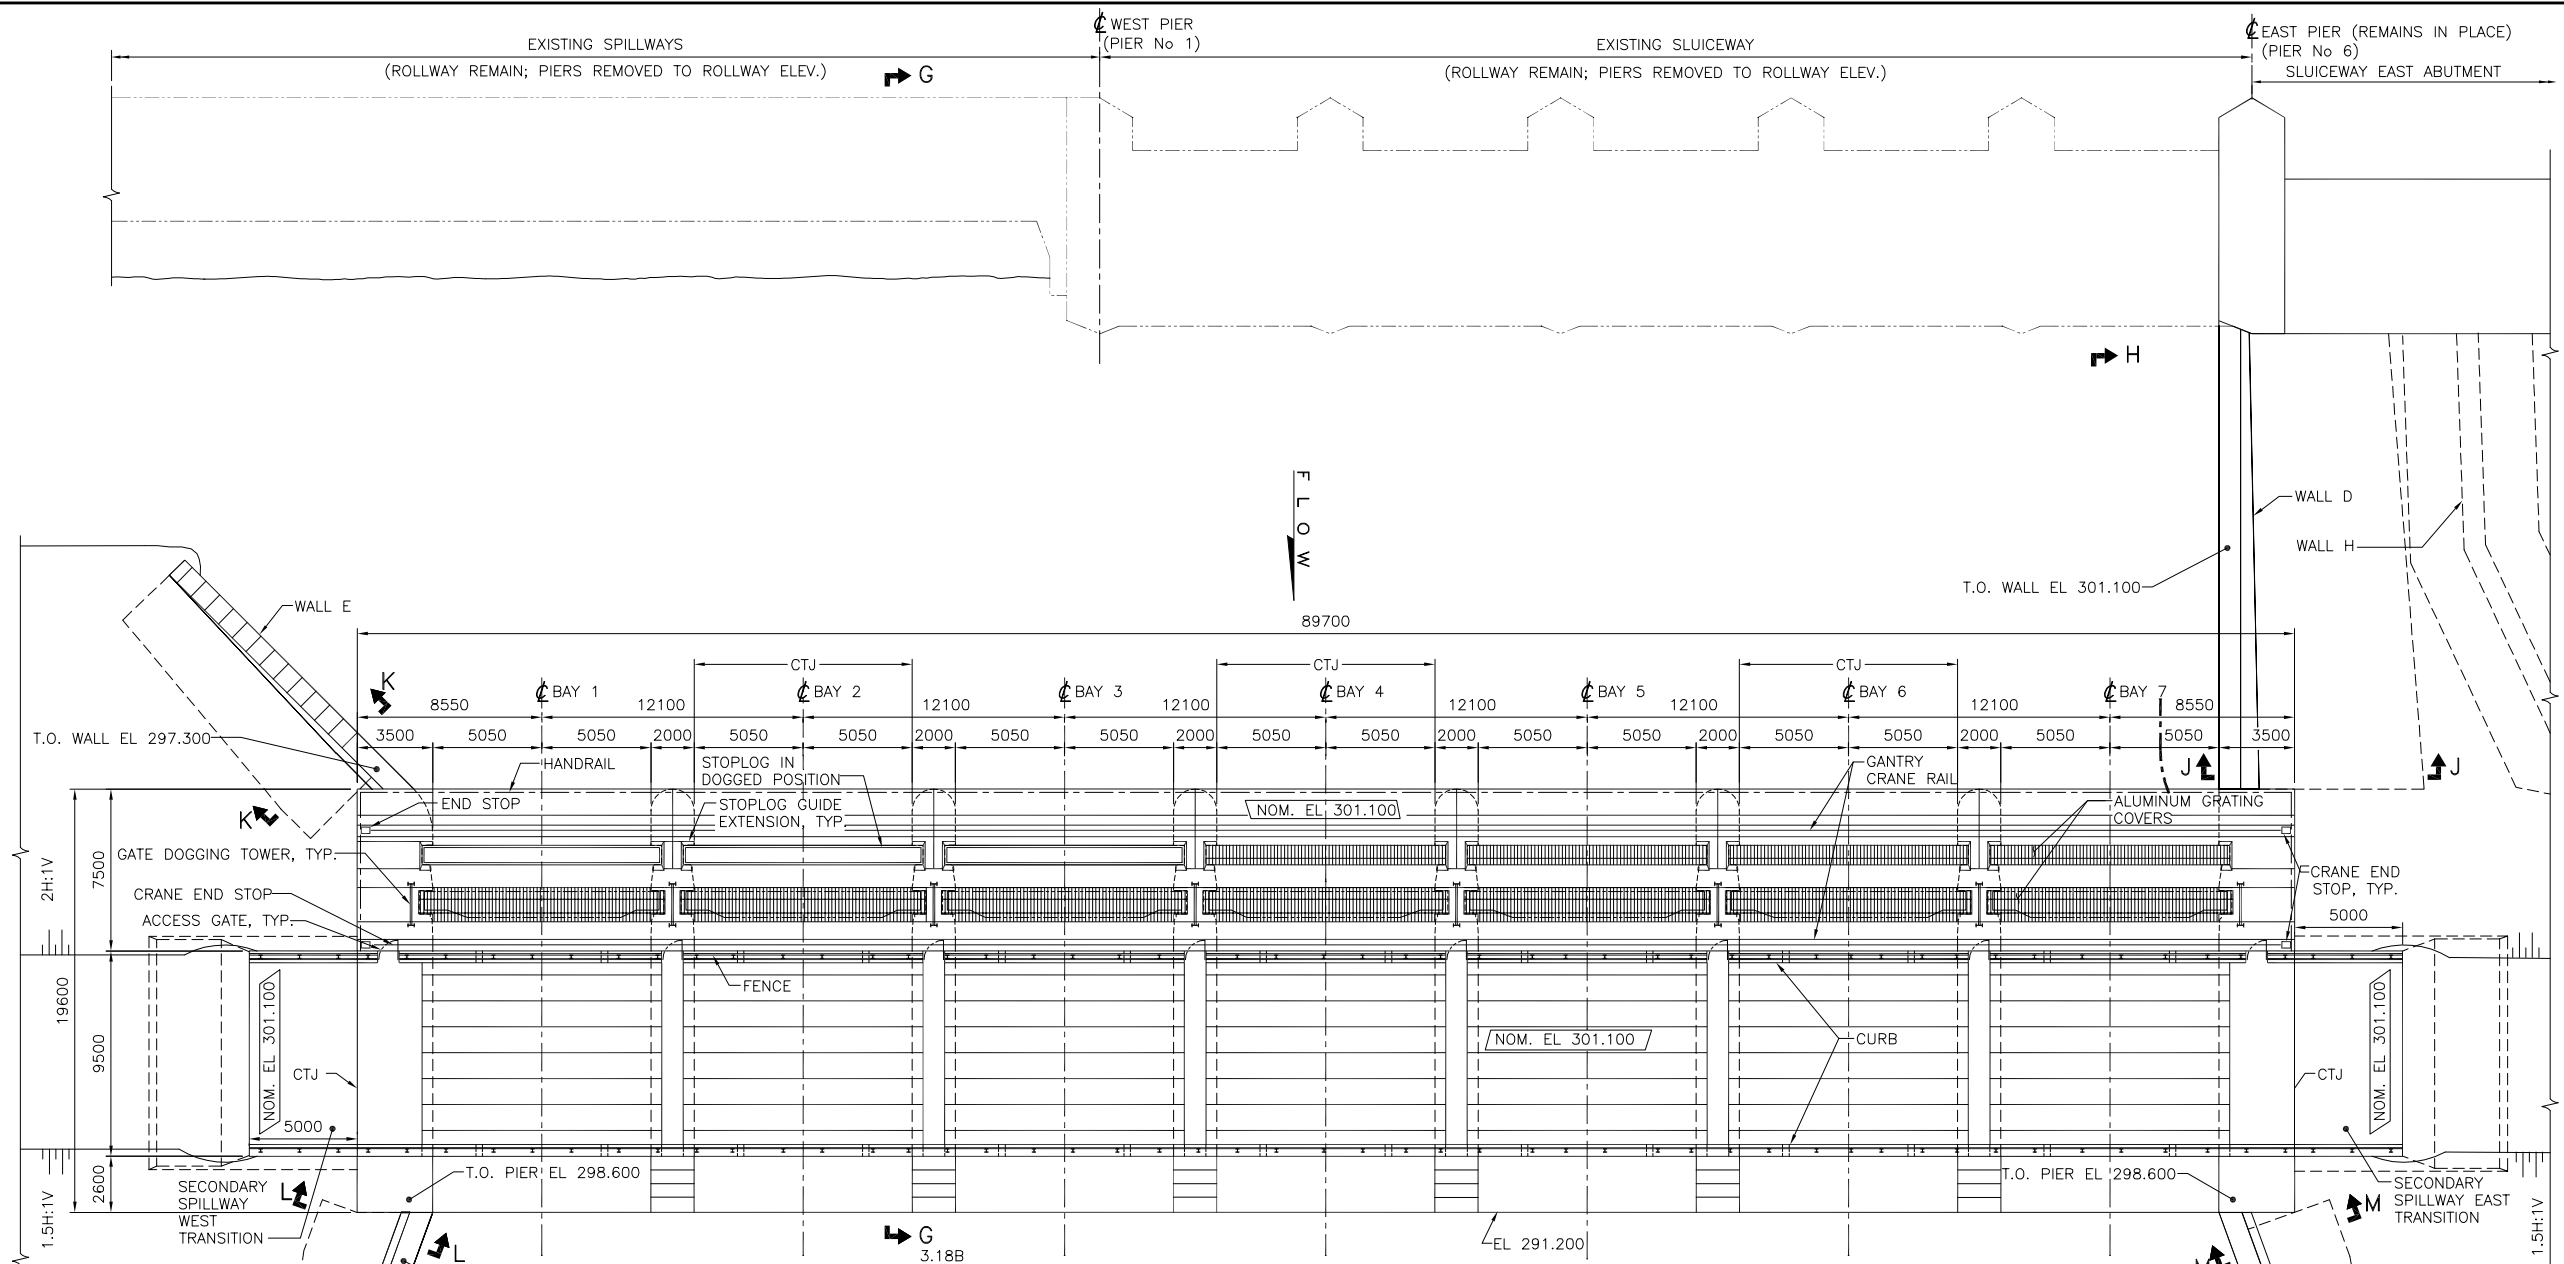 ℄ WEST PIER
(PIER No 1)
℄ EAST PIER (REMAINS IN PLACE)
(PIER No 6)
EXISTING SPILLWAYS
(ROLLWAY REMAIN; PIERS REMOVED TO ROLLWAY ELEV.)
EXISTING SLUICEWAY
(ROLLWAY REMAIN; PIERS REMOVED TO ROLLWAY ELEV.)
SLUICEWAY EAST ABUTMENT
G
H
FLOW
WALL D
WALL H
T.O. WALL EL 301.100
WALL E
89700
K
CTJ
CTJ
CTJ
℄ BAY 1
℄ BAY 2
℄ BAY 3
℄ BAY 4
℄ BAY 5
℄ BAY 6
℄ BAY 7
8550 12100 12100 12100 12100 12100 12100 8550
3500 5050 5050 2000 5050 5050 2000 5050 5050 2000 5050 5050 2000 5050 5050 2000 5050 5050 2000 5050 5050 3500
T.O. WALL EL 297.300
HANDRAIL
STOPLOG IN
DOGGED POSITION
GANTRY
CRANE RAIL
J
J
END STOP
STOPLOG GUIDE
EXTENSION, TYP.
NOM. EL 301.100
ALUMINUM GRATING
COVERS
K
GATE DOGGING TOWER, TYP.
CRANE END STOP
ACCESS GATE, TYP.
CRANE END
STOP, TYP.
5000
2H:1V
7500
19600
9500
2600
1.5H:1V
FENCE
NOM. EL 301.100
NOM. EL 301.100
CURB
NOM. EL 301.100
CTJ
CTJ
5000
T.O. PIER EL 298.600
T.O. PIER EL 298.600
SECONDARY
SPILLWAY
WEST
TRANSITION
L
L
SECONDARY
SPILLWAY EAST
TRANSITION
M
1.5H:1V
G
3.18B
EL 291.200